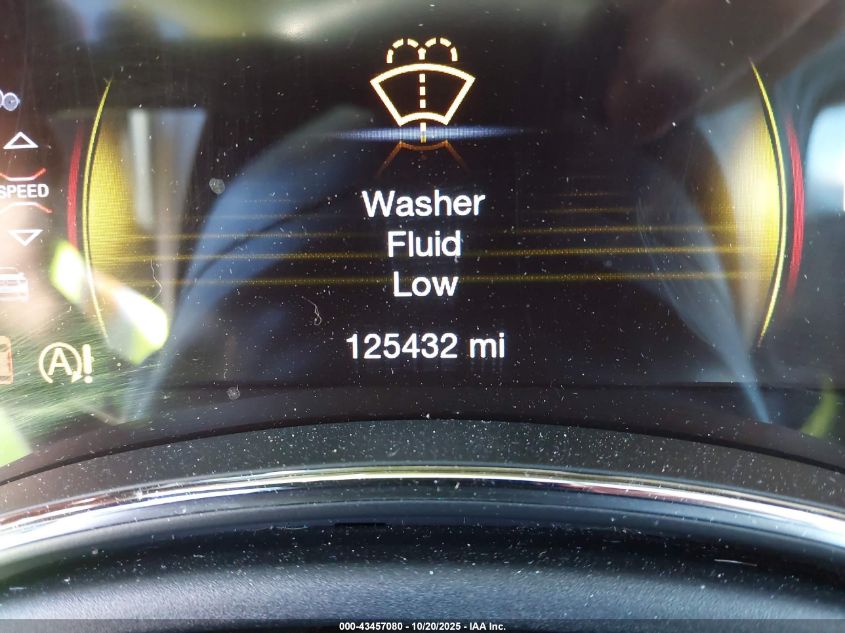 SPEED
Washer
Fluid
Low
125432 mi
A!
000-43457080 - 10/20/2025 - IAA Inc.